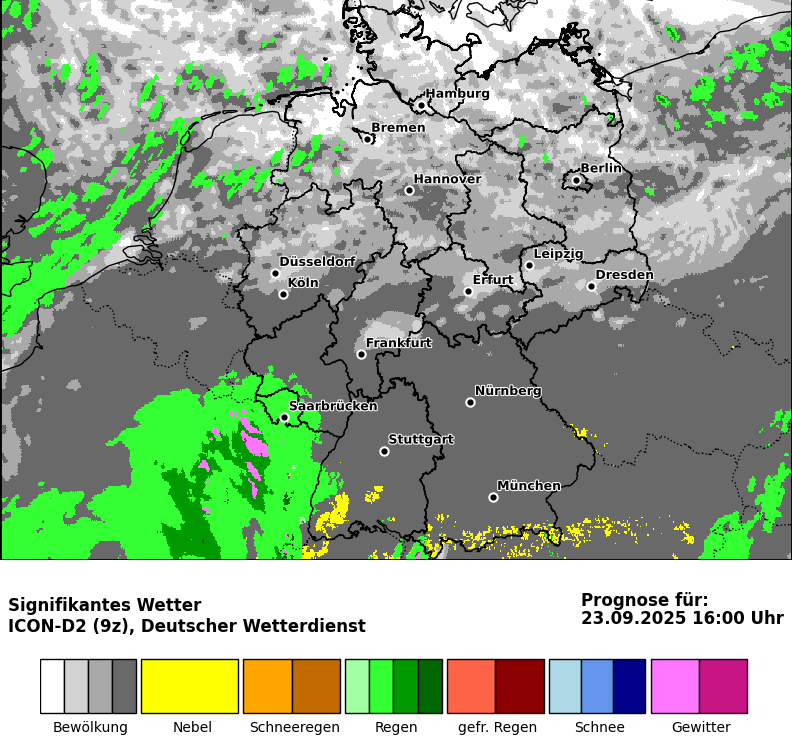 Hamburg
Bremen
Berlin
Hannover
Leipzig
Düsseldorf
Dresden
Köln
Erfurt
Frankfurt
Nürnberg
Saarbrücken
Stuttgart
München
Signifikantes Wetter
ICON-D2 (9z), Deutscher Wetterdienst
Prognose für:
23.09.2025 16:00 Uhr
Bewölkung Nebel Schneeregen Regen gefr. Regen Schnee Gewitter